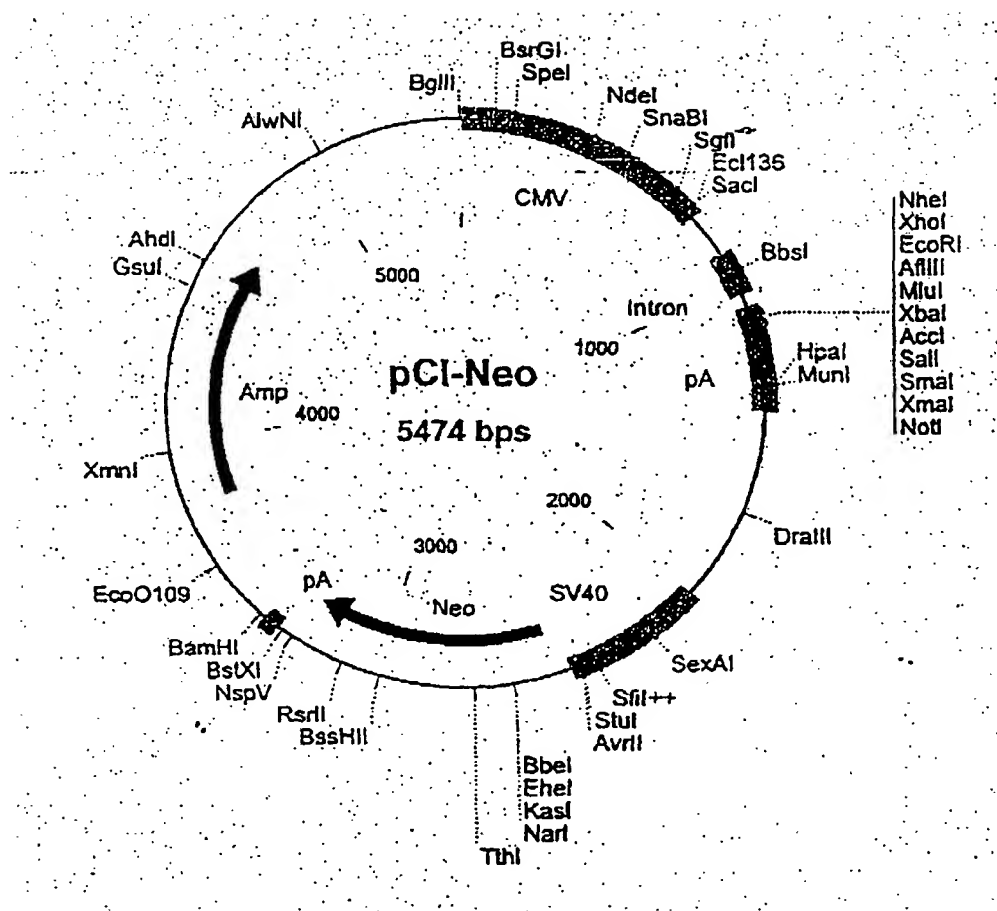 BsrGI
SpeI
BglII
NdeI
SnaBI
AlwNI
SgfI
Ecl136
SacI
CMV
NheI
XhoI
EcoRI
AflIII
MluI
XbaI
AccI
SalI
SmaI
XmaI
NotI
AhdI
GsuI
BbsI
5000
Intron
1000
HpaI
MunI
pA
pCI-Neo
5474 bps
Amp
4000
XmnI
2000
DraIII
3000
pA
Neo
SV40
EcoO109
BamHI
BstXI
NspV
SexAI
RsrII
BssHII
SfiI++
StuI
AvrII
BbeI
EheI
KasI
NarI
TthI